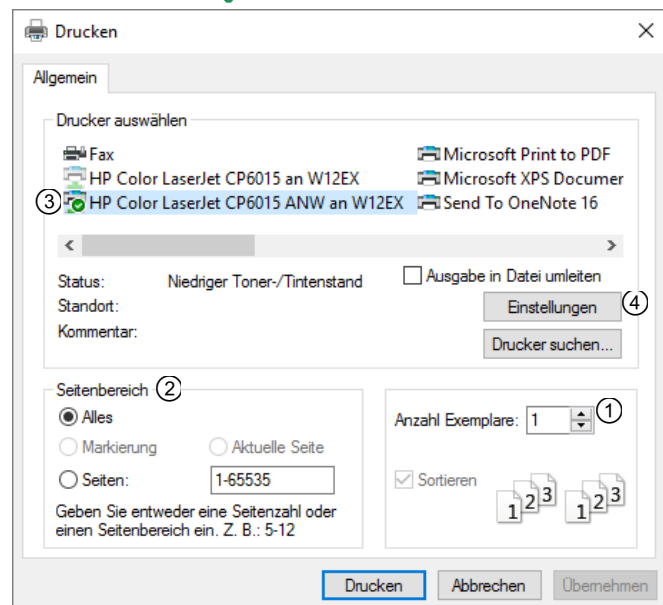 Drucken
Allgemein
Drucker auswählen
Fax
Microsoft Print to PDF
HP Color LaserJet CP6015 an W12EX
Microsoft XPS Documer
③ HP Color LaserJet CP6015 ANW an W12EX
Send To OneNote 16
Status: Niedriger Toner-/Tintenstand
Ausgabe in Datei umleiten
Standort:
Einstellungen ④
Kommentar:
Drucker suchen...
Seitenbereich ②
Alles
Markierung
Aktuelle Seite
Seiten: 1-65535
Geben Sie entweder eine Seitenzahl oder
einen Seitenbereich ein. Z. B.: 5-12
Anzahl Exemplare: 1 ①
Sortieren
1 2 3 1 2 3
Drucken Abbrechen Übernehmen